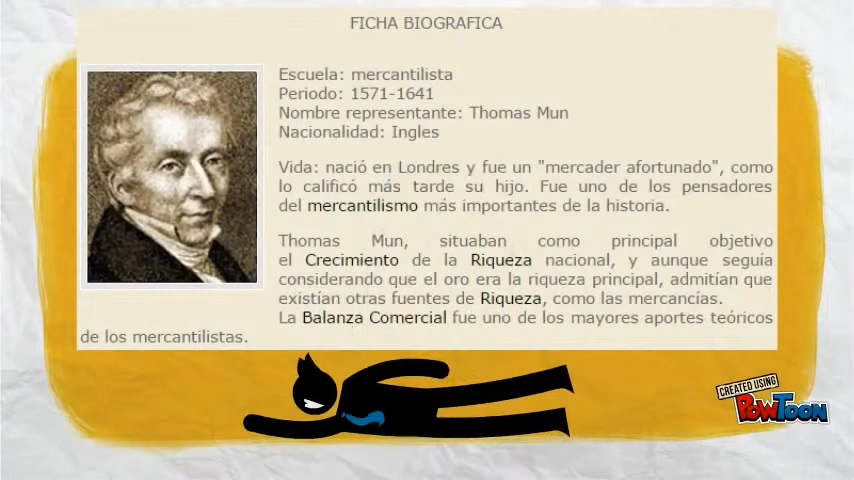 FICHA BIOGRAFICA
Escuela: mercantilista
Periodo: 1571-1641
Nombre representante: Thomas Mun
Nacionalidad: Ingles
Vida: nació en Londres y fue un "mercader afortunado", como
lo calificó más tarde su hijo. Fue uno de los pensadores
del mercantilismo más importantes de la historia.
Thomas Mun, situaban como principal objetivo
el Crecimiento de la Riqueza nacional, y aunque seguía
considerando que el oro era la riqueza principal, admitían que
existían otras fuentes de Riqueza, como las mercancías.
La Balanza Comercial fue uno de los mayores aportes teóricos
de los mercantilistas.
CREATED USING
POWTOON